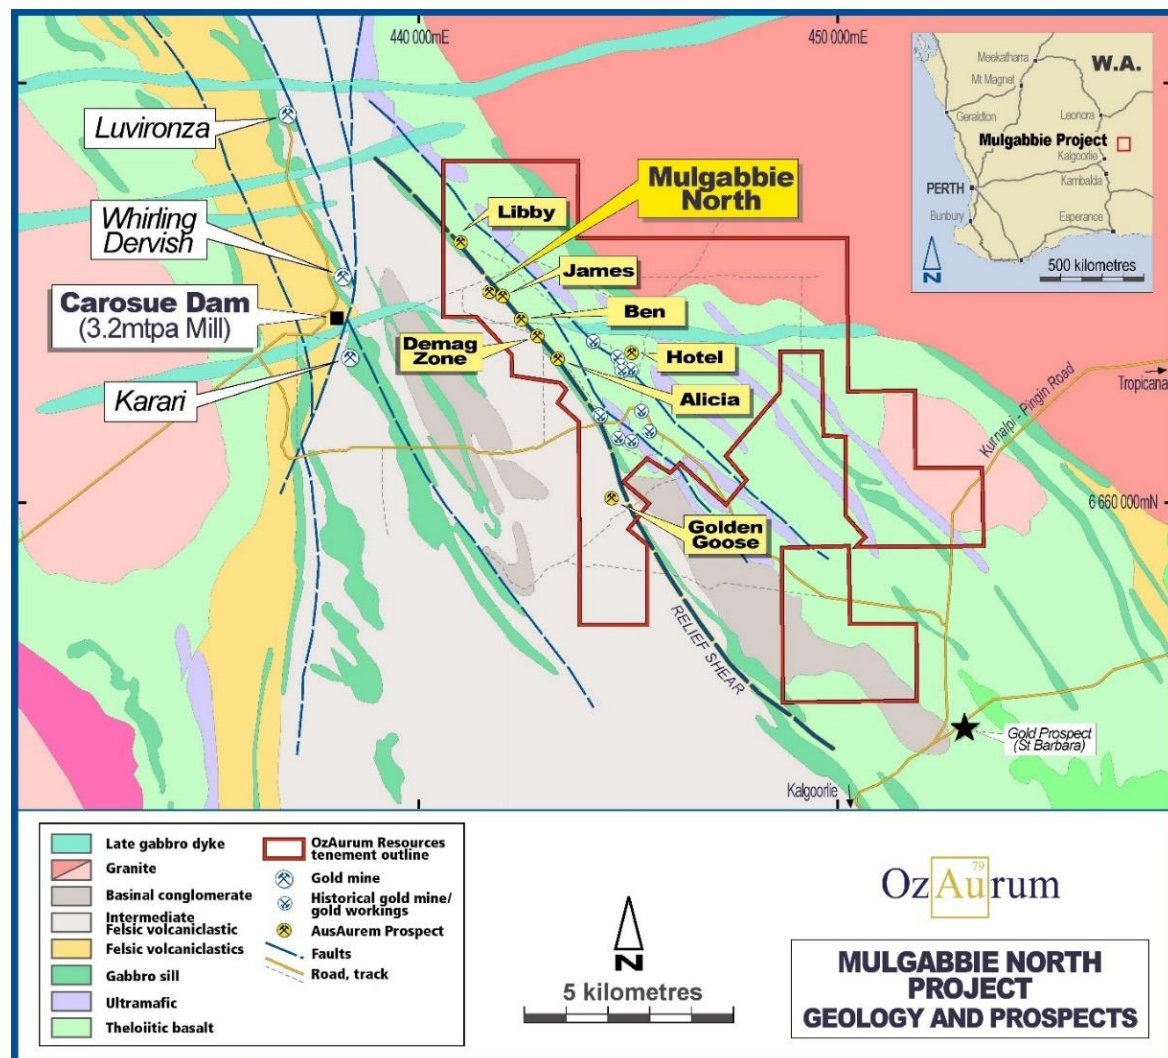 440 000mE
450 000mE
W.A.
Meekatharra
Mt Magnet
Geraldton
Leonora
Mulgabbie Project
Kalgoorlie
Kambalda
PERTH
Bunbury
Esperance
N
500 kilometres
Luvironza
Mulgabbie
North
Libby
Whirling
Dervish
James
Carosue Dam
(3.2mtpa Mill)
Ben
Demag
Zone
Hotel
Karari
Alicia
Tropicana
Kurnalpi - Pingin Road
6 660 000mN
Golden
Goose
RELIEF SHEAR
Gold Prospect
(St Barbara)
Kalgoorlie
Late gabbro dyke
Granite
Basinal conglomerate
Intermediate
Felsic volcaniclastic
Felsic volcaniclastics
Gabbro sill
Ultramafic
Theloiitic basalt
OzAurum Resources
tenement outline
Gold mine
Historical gold mine/
gold workings
AusAurem Prospect
Faults
Road, track
N
5 kilometres
79
OzAurum
MULGABBIE NORTH
PROJECT
GEOLOGY AND PROSPECTS